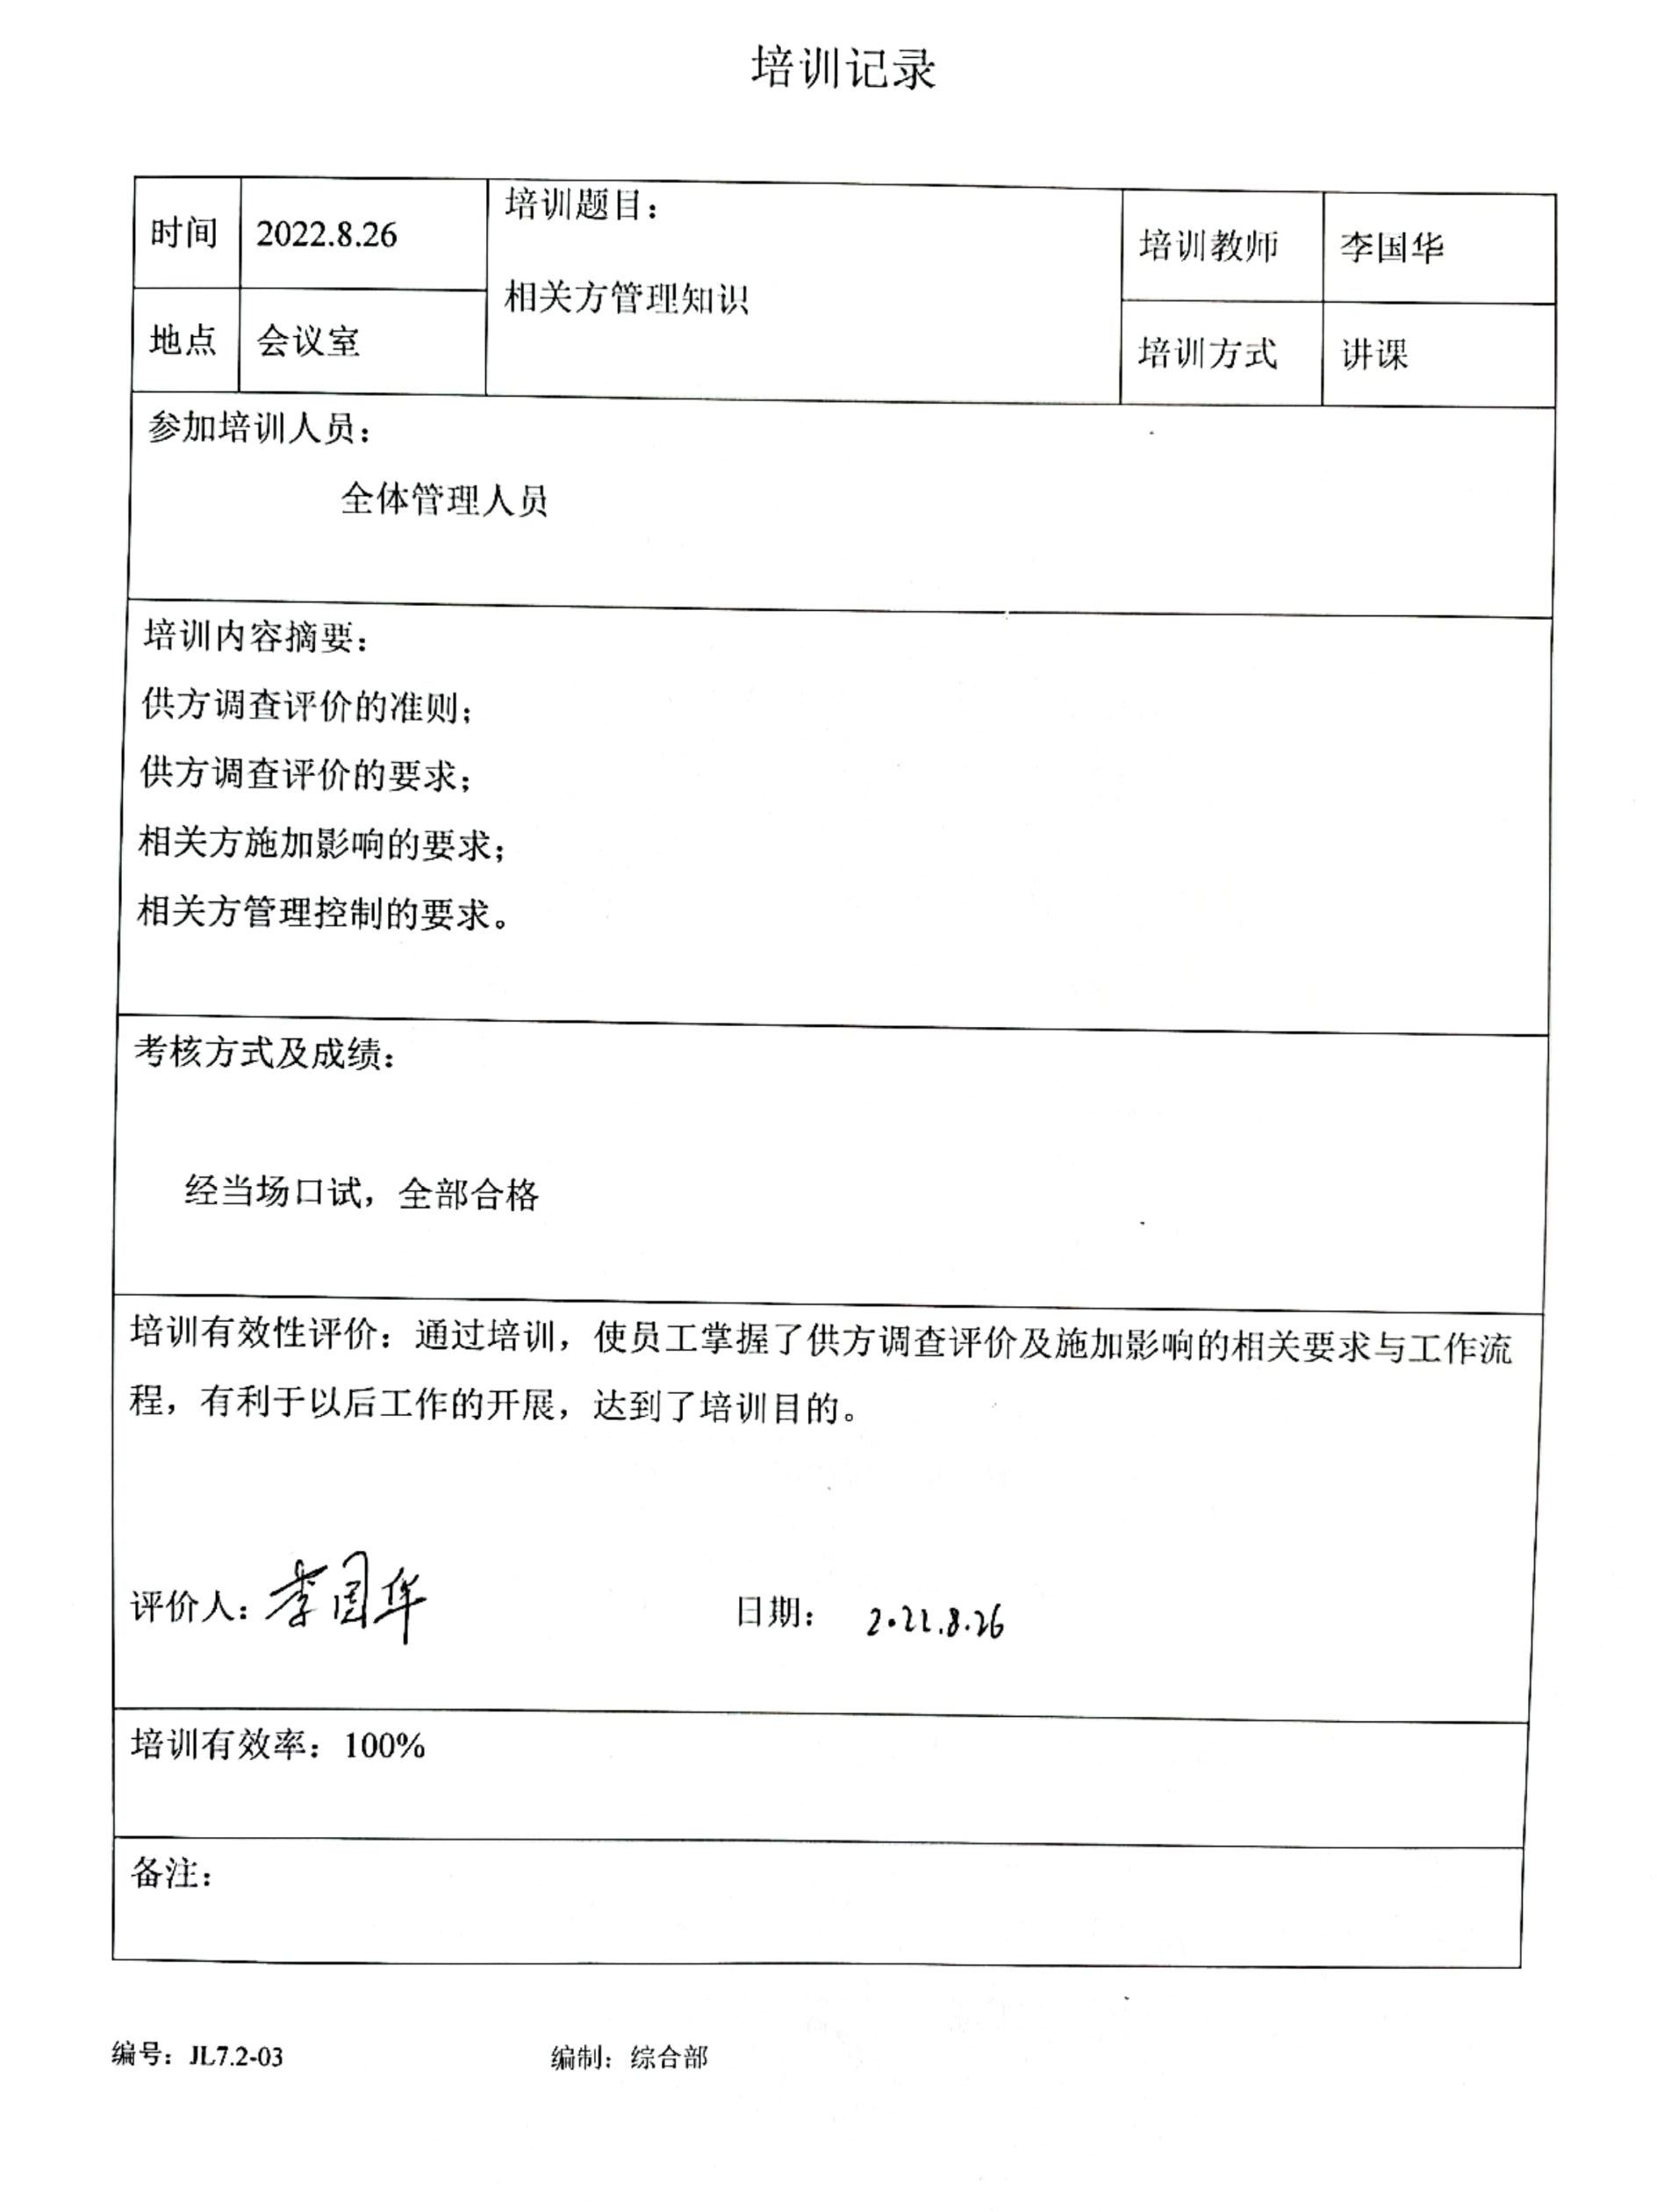 培训记录
时间 2022.8.26 培训题目： 培训教师 李国华
地点 会议室 相关方管理知识 培训方式 讲课
参加培训人员：
全体管理人员
培训内容摘要：
供方调查评价的准则；
供方调查评价的要求；
相关方施加影响的要求；
相关方管理控制的要求。
考核方式及成绩：
经当场口试，全部合格
培训有效性评价：通过培训，使员工掌握了供方调查评价及施加影响的相关要求与工作流
程，有利于以后工作的开展，达到了培训目的。
评价人：李国华 日期： 2022.8.26
培训有效率：100%
备注：
编号：JL7.2-03 编制：综合部